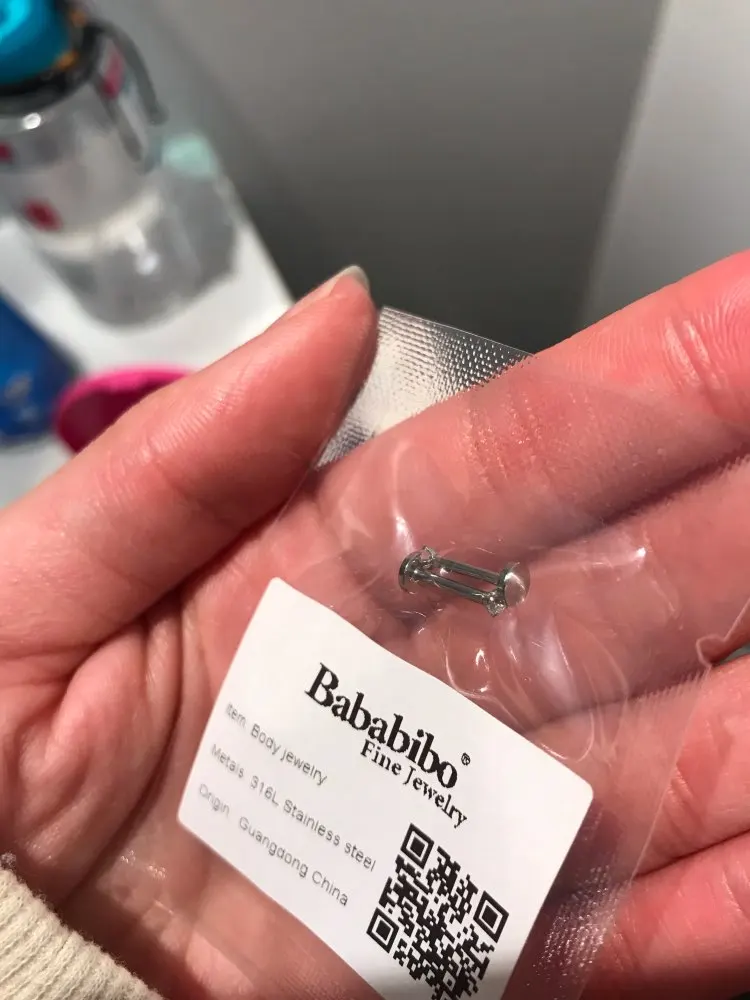 Bababibo®
Fine Jewelry
Item: Body jewelry
Metals: 316L Stainless steel
Origin: Guangdong China